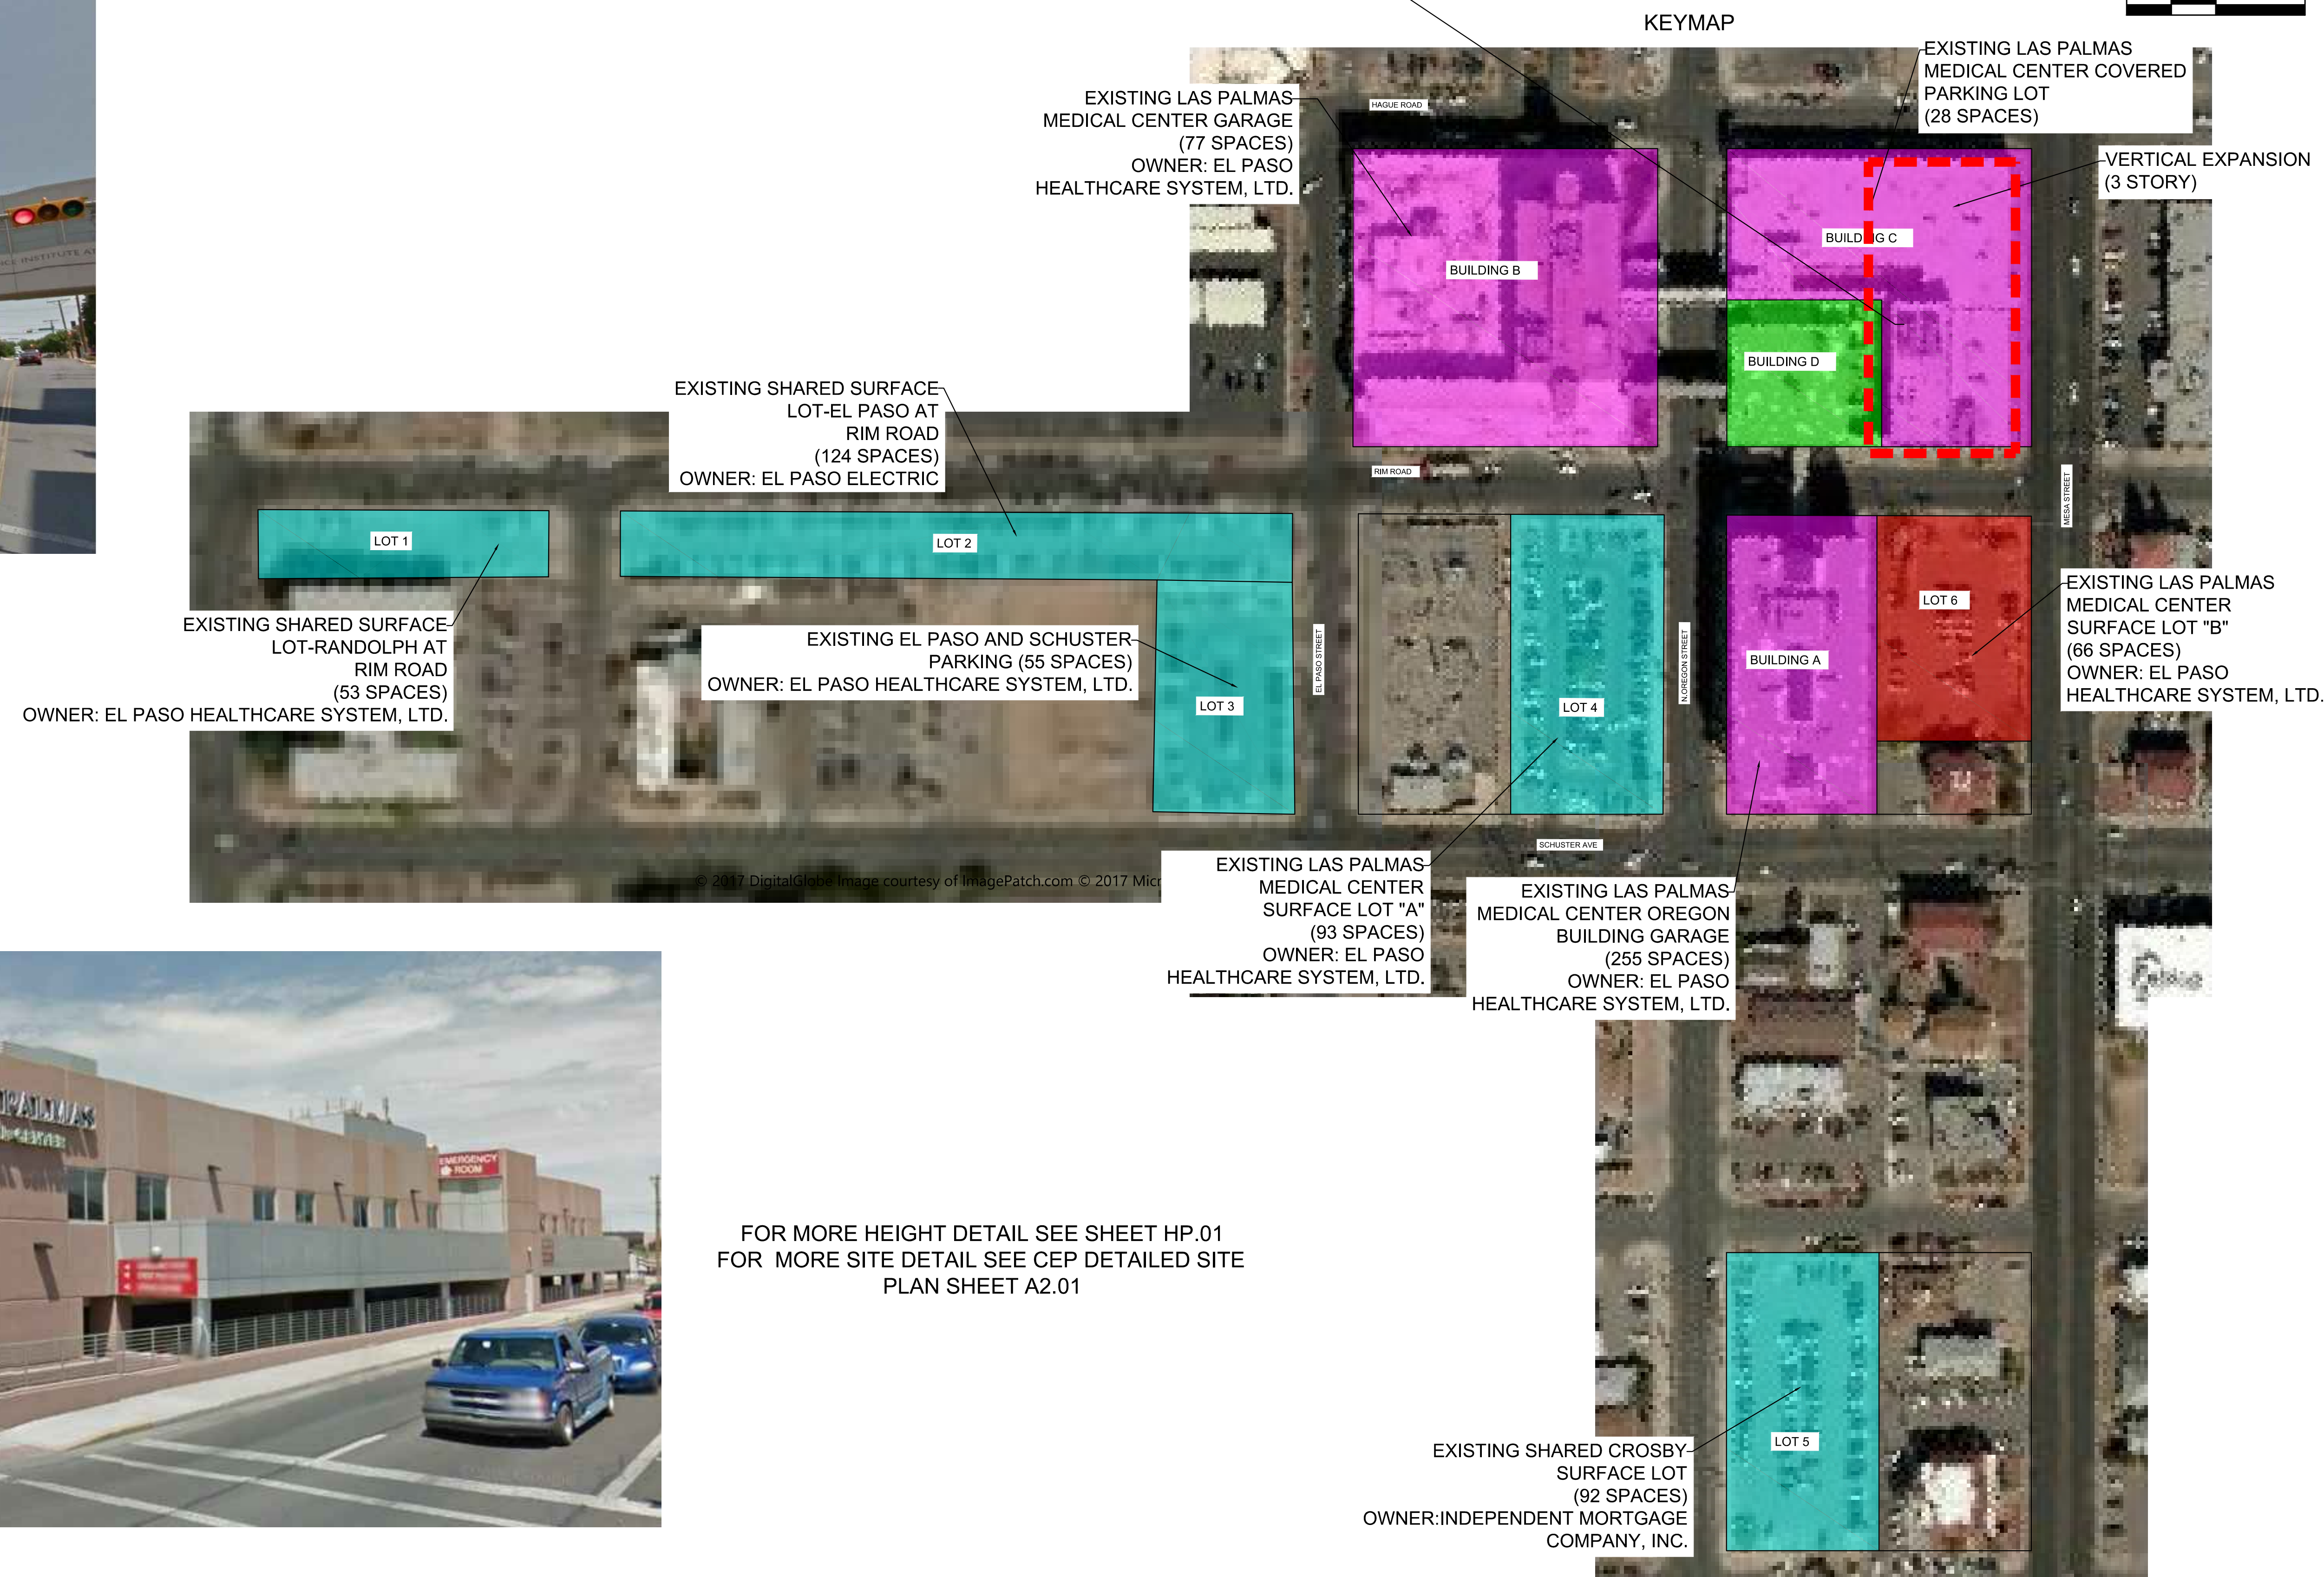 KEYMAP
EXISTING LAS PALMAS
MEDICAL CENTER COVERED
PARKING LOT
(28 SPACES)
EXISTING LAS PALMAS
MEDICAL CENTER GARAGE
(77 SPACES)
OWNER: EL PASO
HEALTHCARE SYSTEM, LTD.
HAGUE ROAD
VERTICAL EXPANSION
(3 STORY)
BUILDING C
BUILDING B
BUILDING D
CE INSTITUTE A
EXISTING SHARED SURFACE
LOT-EL PASO AT
RIM ROAD
(124 SPACES)
OWNER: EL PASO ELECTRIC
RIM ROAD
MESA STREET
LOT 1
LOT 2
EXISTING SHARED SURFACE
LOT-RANDOLPH AT
RIM ROAD
(53 SPACES)
OWNER: EL PASO HEALTHCARE SYSTEM, LTD.
EXISTING EL PASO AND SCHUSTER
PARKING (55 SPACES)
OWNER: EL PASO HEALTHCARE SYSTEM, LTD.
LOT 3
EL PASO STREET
LOT 4
N.OREGON STREET
BUILDING A
LOT 6
EXISTING LAS PALMAS
MEDICAL CENTER
SURFACE LOT "B"
(66 SPACES)
OWNER: EL PASO
HEALTHCARE SYSTEM, LTD.
SCHUSTER AVE
© 2017 DigitalGlobe Image courtesy of ImagePatch.com © 2017 Micr
EXISTING LAS PALMAS
MEDICAL CENTER
SURFACE LOT "A"
(93 SPACES)
OWNER: EL PASO
HEALTHCARE SYSTEM, LTD.
EXISTING LAS PALMAS
MEDICAL CENTER OREGON
BUILDING GARAGE
(255 SPACES)
OWNER: EL PASO
HEALTHCARE SYSTEM, LTD.
PALMAS
CENTER
EMERGENCY
ROOM
FOR MORE HEIGHT DETAIL SEE SHEET HP.01
FOR MORE SITE DETAIL SEE CEP DETAILED SITE
PLAN SHEET A2.01
LOT 5
EXISTING SHARED CROSBY
SURFACE LOT
(92 SPACES)
OWNER:INDEPENDENT MORTGAGE
COMPANY, INC.